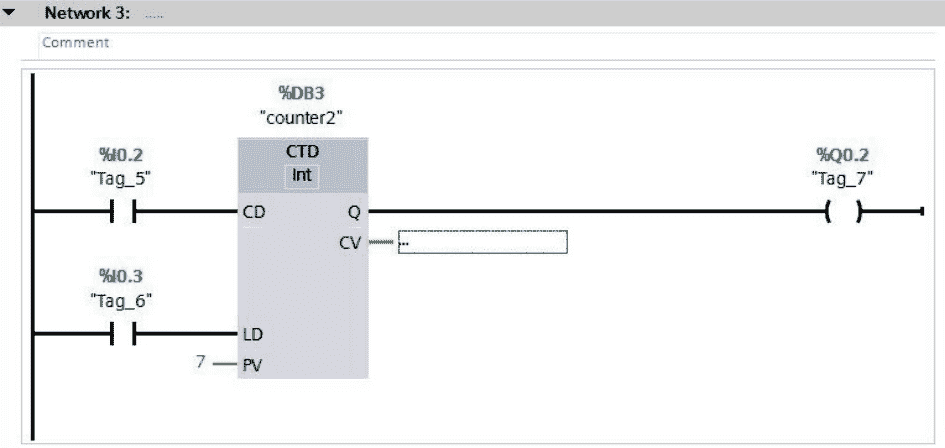 Network 3: .....
Comment
%DB3
"counter2"
%I0.2
"Tag_5"
CTD
Int
%Q0.2
"Tag_7"
CD
Q
CV
...
%I0.3
"Tag_6"
LD
7
PV